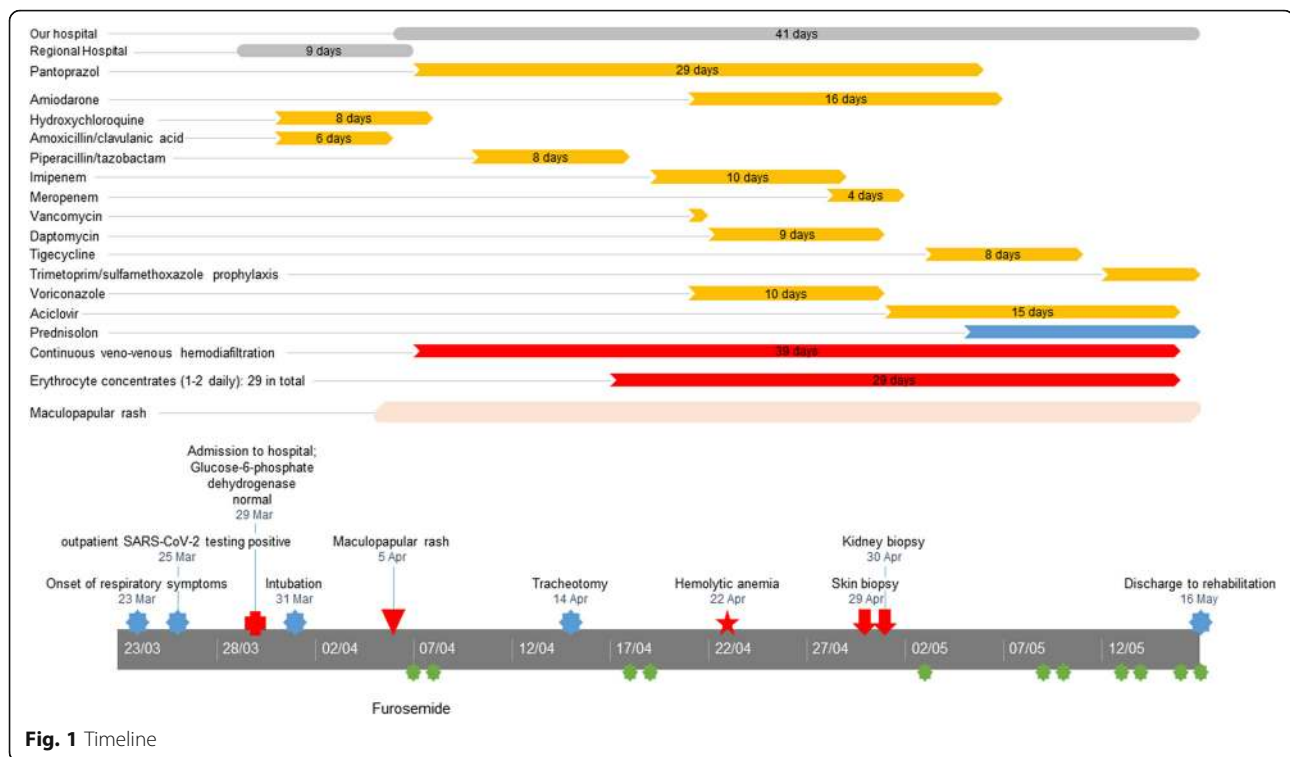 Our hospital 41 days
Regional Hospital 9 days
Pantoprazol 29 days
Amiodarone 16 days
Hydroxychloroquine 8 days
Amoxicillin/clavulanic acid 6 days
Piperacillin/tazobactam 8 days
Imipenem 10 days
Meropenem 4 days
Vancomycin
Daptomycin 9 days
Tigecycline 8 days
Trimetoprim/sulfamethoxazole prophylaxis
Voriconazole 10 days
Aciclovir 15 days
Prednisolon
Continuous veno-venous hemodiafiltration 39 days
Erythrocyte concentrates (1-2 daily): 29 in total 29 days
Maculopapular rash
Admission to hospital;
Glucose-6-phosphate
dehydrogenase
normal
29 Mar
outpatient SARS-CoV-2 testing positive
25 Mar
Maculopapular rash
5 Apr
Kidney biopsy
30 Apr
Onset of respiratory symptoms
23 Mar
Intubation
31 Mar
Tracheotomy
14 Apr
Hemolytic anemia
22 Apr
Skin biopsy
29 Apr
Discharge to rehabilitation
16 May
23/03 28/03 02/04 07/04 12/04 17/04 22/04 27/04 02/05 07/05 12/05
Furosemide
Fig. 1 Timeline